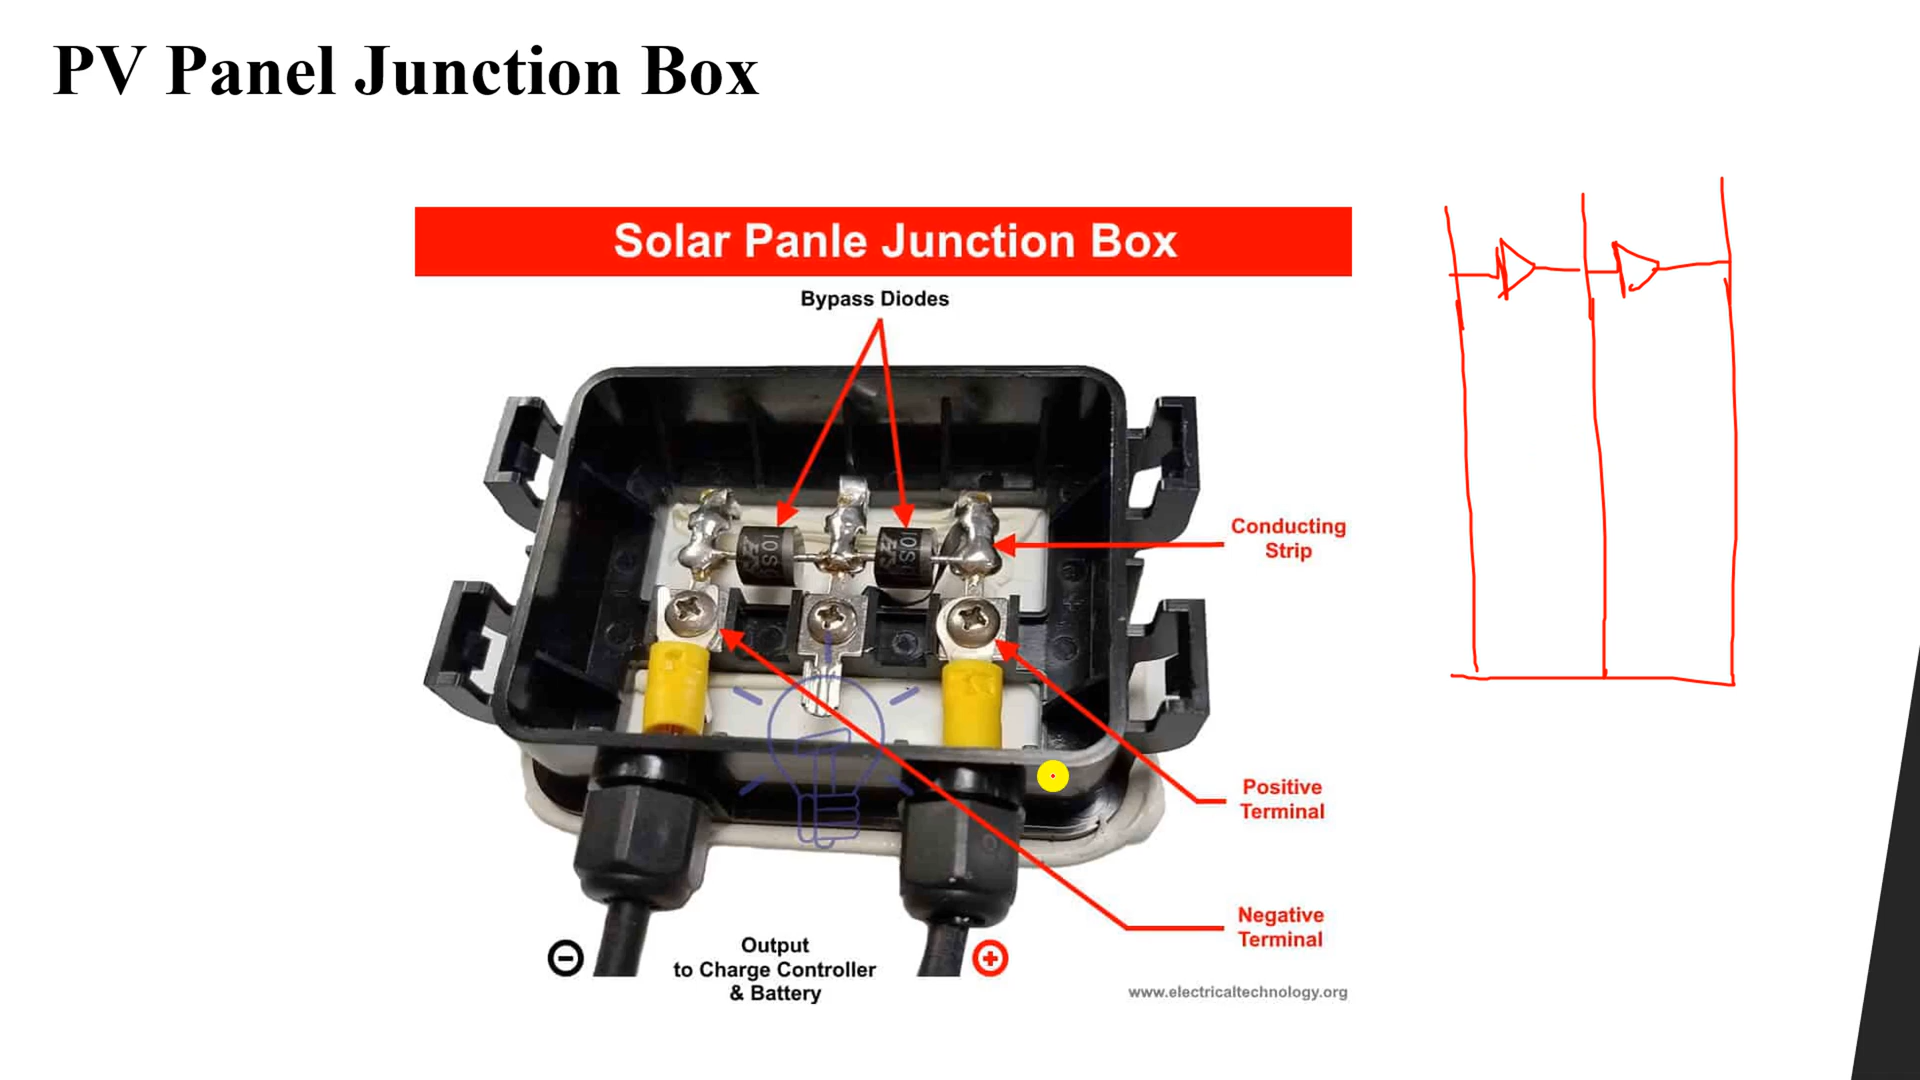 PV Panel Junction Box
Solar Panle Junction Box
Bypass Diodes
Conducting
Strip
Positive
Terminal
Negative
Terminal
Output
to Charge Controller
& Battery
www.electricaltechnology.org